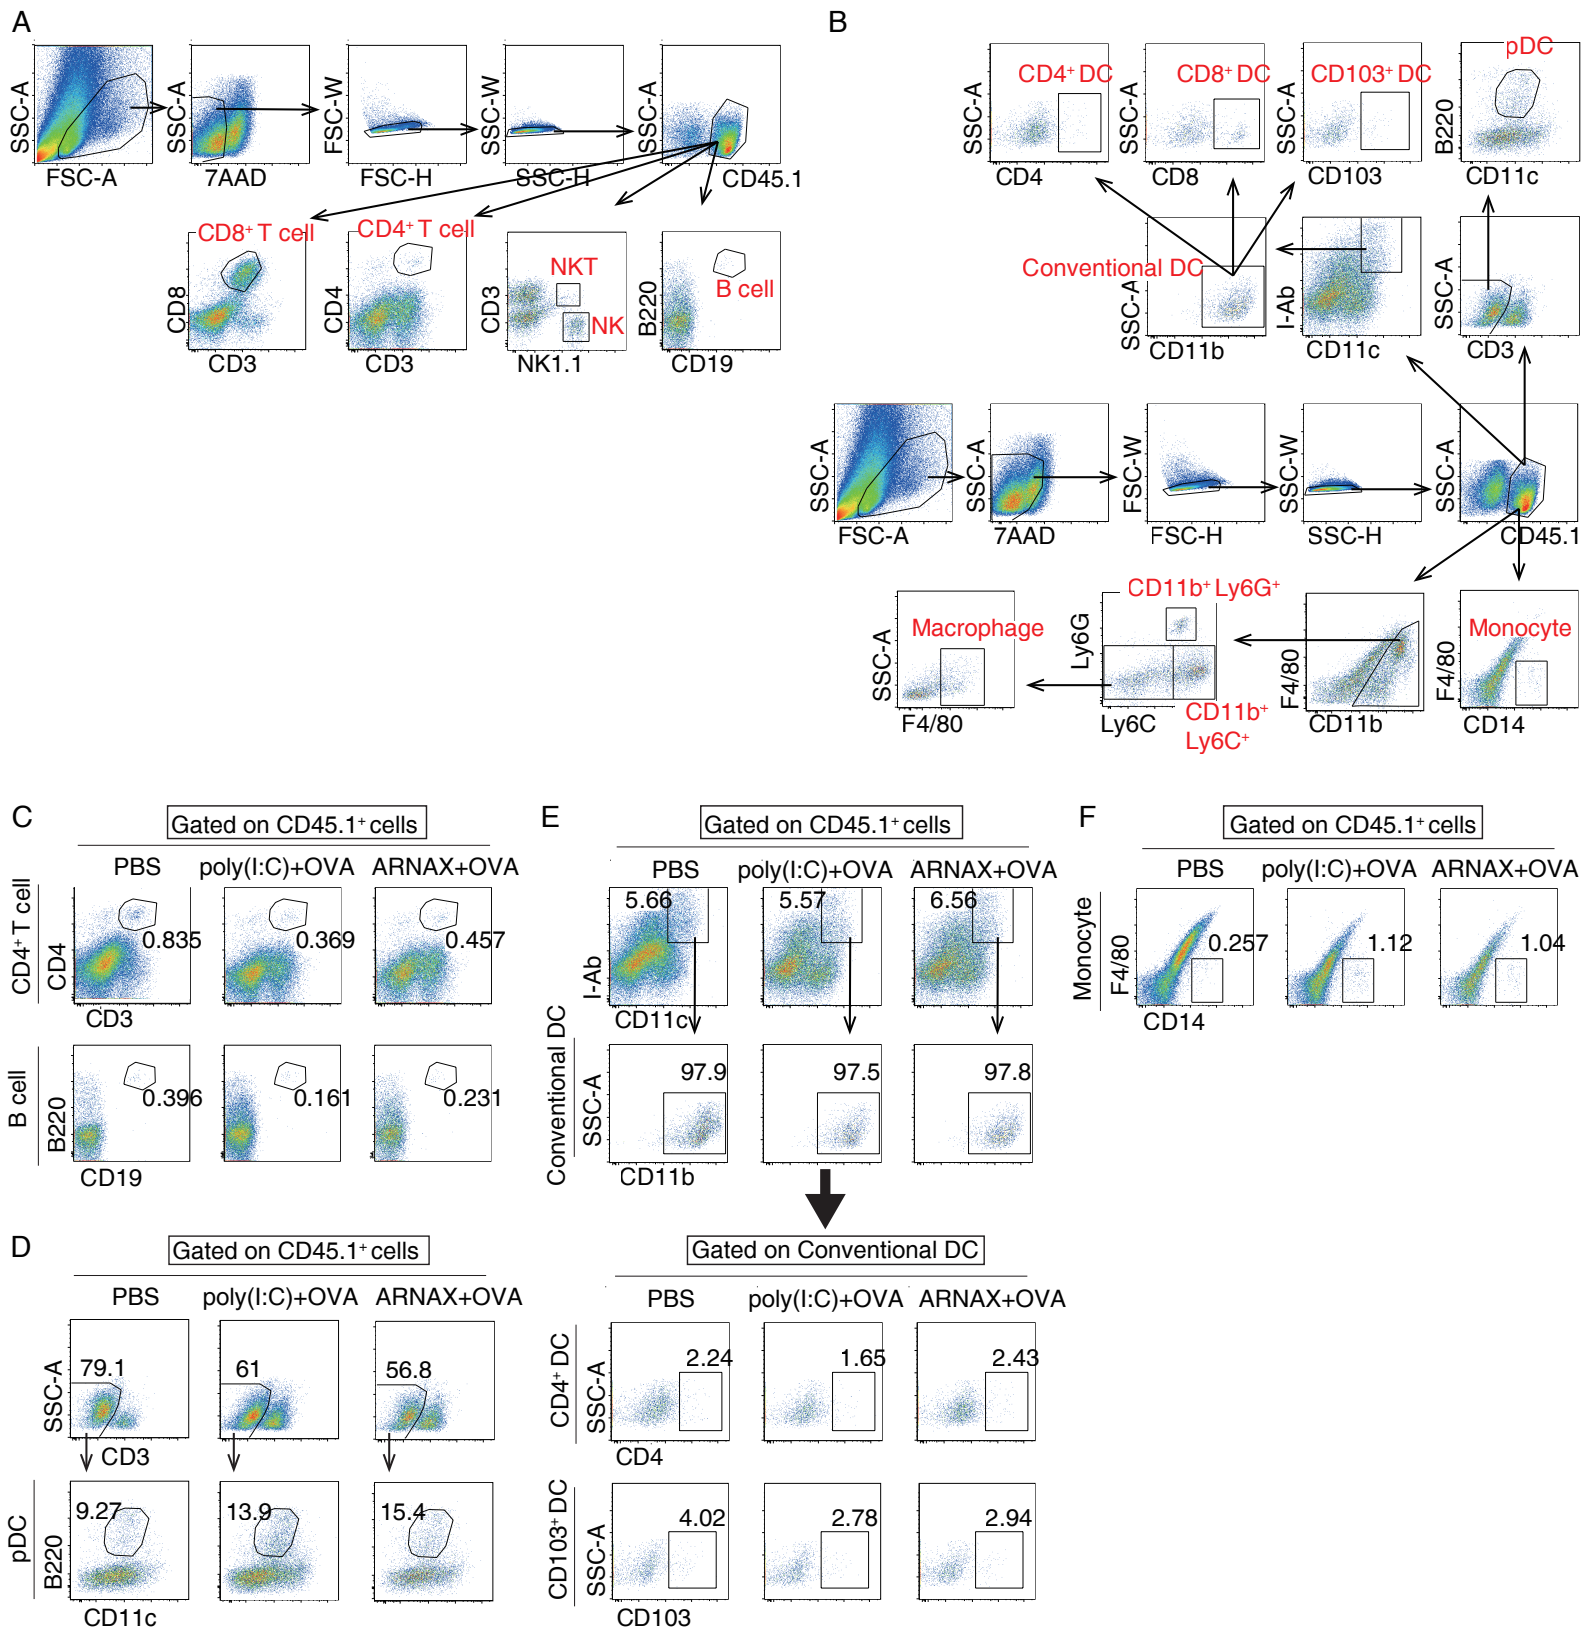 A
SSC-A
FSC-A
SSC-A
7AAD
FSC-W
FSC-H
SSC-W
SSC-H
SSC-A
CD45.1
CD8⁺ T cell
CD8
CD3
CD4⁺ T cell
CD4
CD3
NKT
NK
CD3
NK1.1
B cell
B220
CD19
B
CD4⁺ DC
SSC-A
CD4
CD8⁺ DC
SSC-A
CD8
CD103⁺ DC
SSC-A
CD103
pDC
B220
CD11c
Conventional DC
SSC-A
CD11b
I-Ab
CD11c
SSC-A
CD3
SSC-A
FSC-A
SSC-A
7AAD
FSC-W
FSC-H
SSC-W
SSC-H
SSC-A
CD45.1
Macrophage
SSC-A
F4/80
CD11b⁺ Ly6G⁺
Ly6G
Ly6C
CD11b⁺
Ly6C⁺
F4/80
CD11b
Monocyte
F4/80
CD14
C
Gated on CD45.1⁺ cells
PBS
poly(I:C)+OVA
ARNAX+OVA
CD4⁺ T cell
CD4
0.835
0.369
0.457
CD3
B cell
B220
0.396
0.161
0.231
CD19
D
Gated on CD45.1⁺ cells
PBS
poly(I:C)+OVA
ARNAX+OVA
SSC-A
79.1
61
56.8
CD3
pDC
B220
9.27
13.9
15.4
CD11c
E
Gated on CD45.1⁺ cells
PBS
poly(I:C)+OVA
ARNAX+OVA
5.66
5.57
6.56
I-Ab
CD11c
Conventional DC
SSC-A
97.9
97.5
97.8
CD11b
Gated on Conventional DC
PBS
poly(I:C)+OVA
ARNAX+OVA
CD4⁺ DC
SSC-A
2.24
1.65
2.43
CD4
CD103⁺ DC
SSC-A
4.02
2.78
2.94
CD103
F
Gated on CD45.1⁺ cells
PBS
poly(I:C)+OVA
ARNAX+OVA
Monocyte
F4/80
0.257
1.12
1.04
CD14